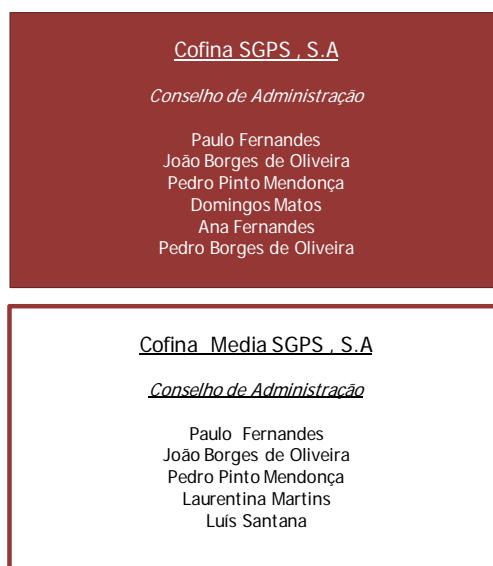 Cofina SGPS , S.A
Conselho de Administração
Paulo Fernandes
João Borges de Oliveira
Pedro Pinto Mendonça
Domingos Matos
Ana Fernandes
Pedro Borges de Oliveira
Cofina Media SGPS , S.A
Conselho de Administração
Paulo Fernandes
João Borges de Oliveira
Pedro Pinto Mendonça
Laurentina Martins
Luís Santana